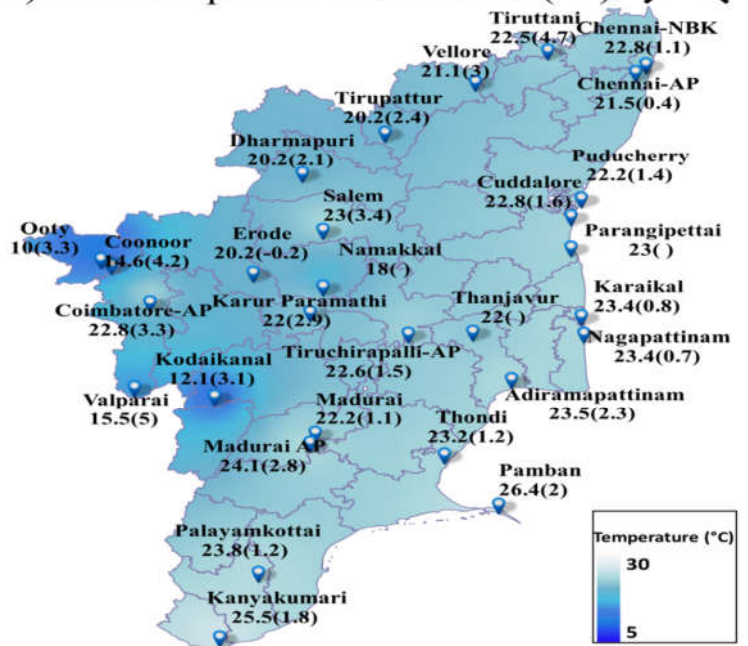 Tiruttani
22.5(4.7)
Chennai-NBK
22.8(1.1)
Vellore
21.1(3)
Chennai-AP
21.5(0.4)
Tirupattur
20.2(2.4)
Dharmapuri
20.2(2.1)
Puducherry
22.2(1.4)
Cuddalore
22.8(1.6)
Salem
23(3.4)
Parangipettai
23( )
Ooty
10(3.3)
Coonoor
14.6(4.2)
Erode
20.2(-0.2)
Namakkal
18( )
Karaikal
23.4(0.8)
Coimbatore-AP
22.8(3.3)
Karur Paramathi
22(2.9)
Thanjavur
22( )
Nagapattinam
23.4(0.7)
Tiruchirapalli-AP
22.6(1.5)
Kodaikanal
12.1(3.1)
Valparai
15.5(5)
Adiramapattinam
23.5(2.3)
Madurai
22.2(1.1)
Thondi
23.2(1.2)
Madurai AP
24.1(2.8)
Pamban
26.4(2)
Palayamkottai
23.8(1.2)
Kanyakumari
25.5(1.8)
Temperature (°C)
30
5